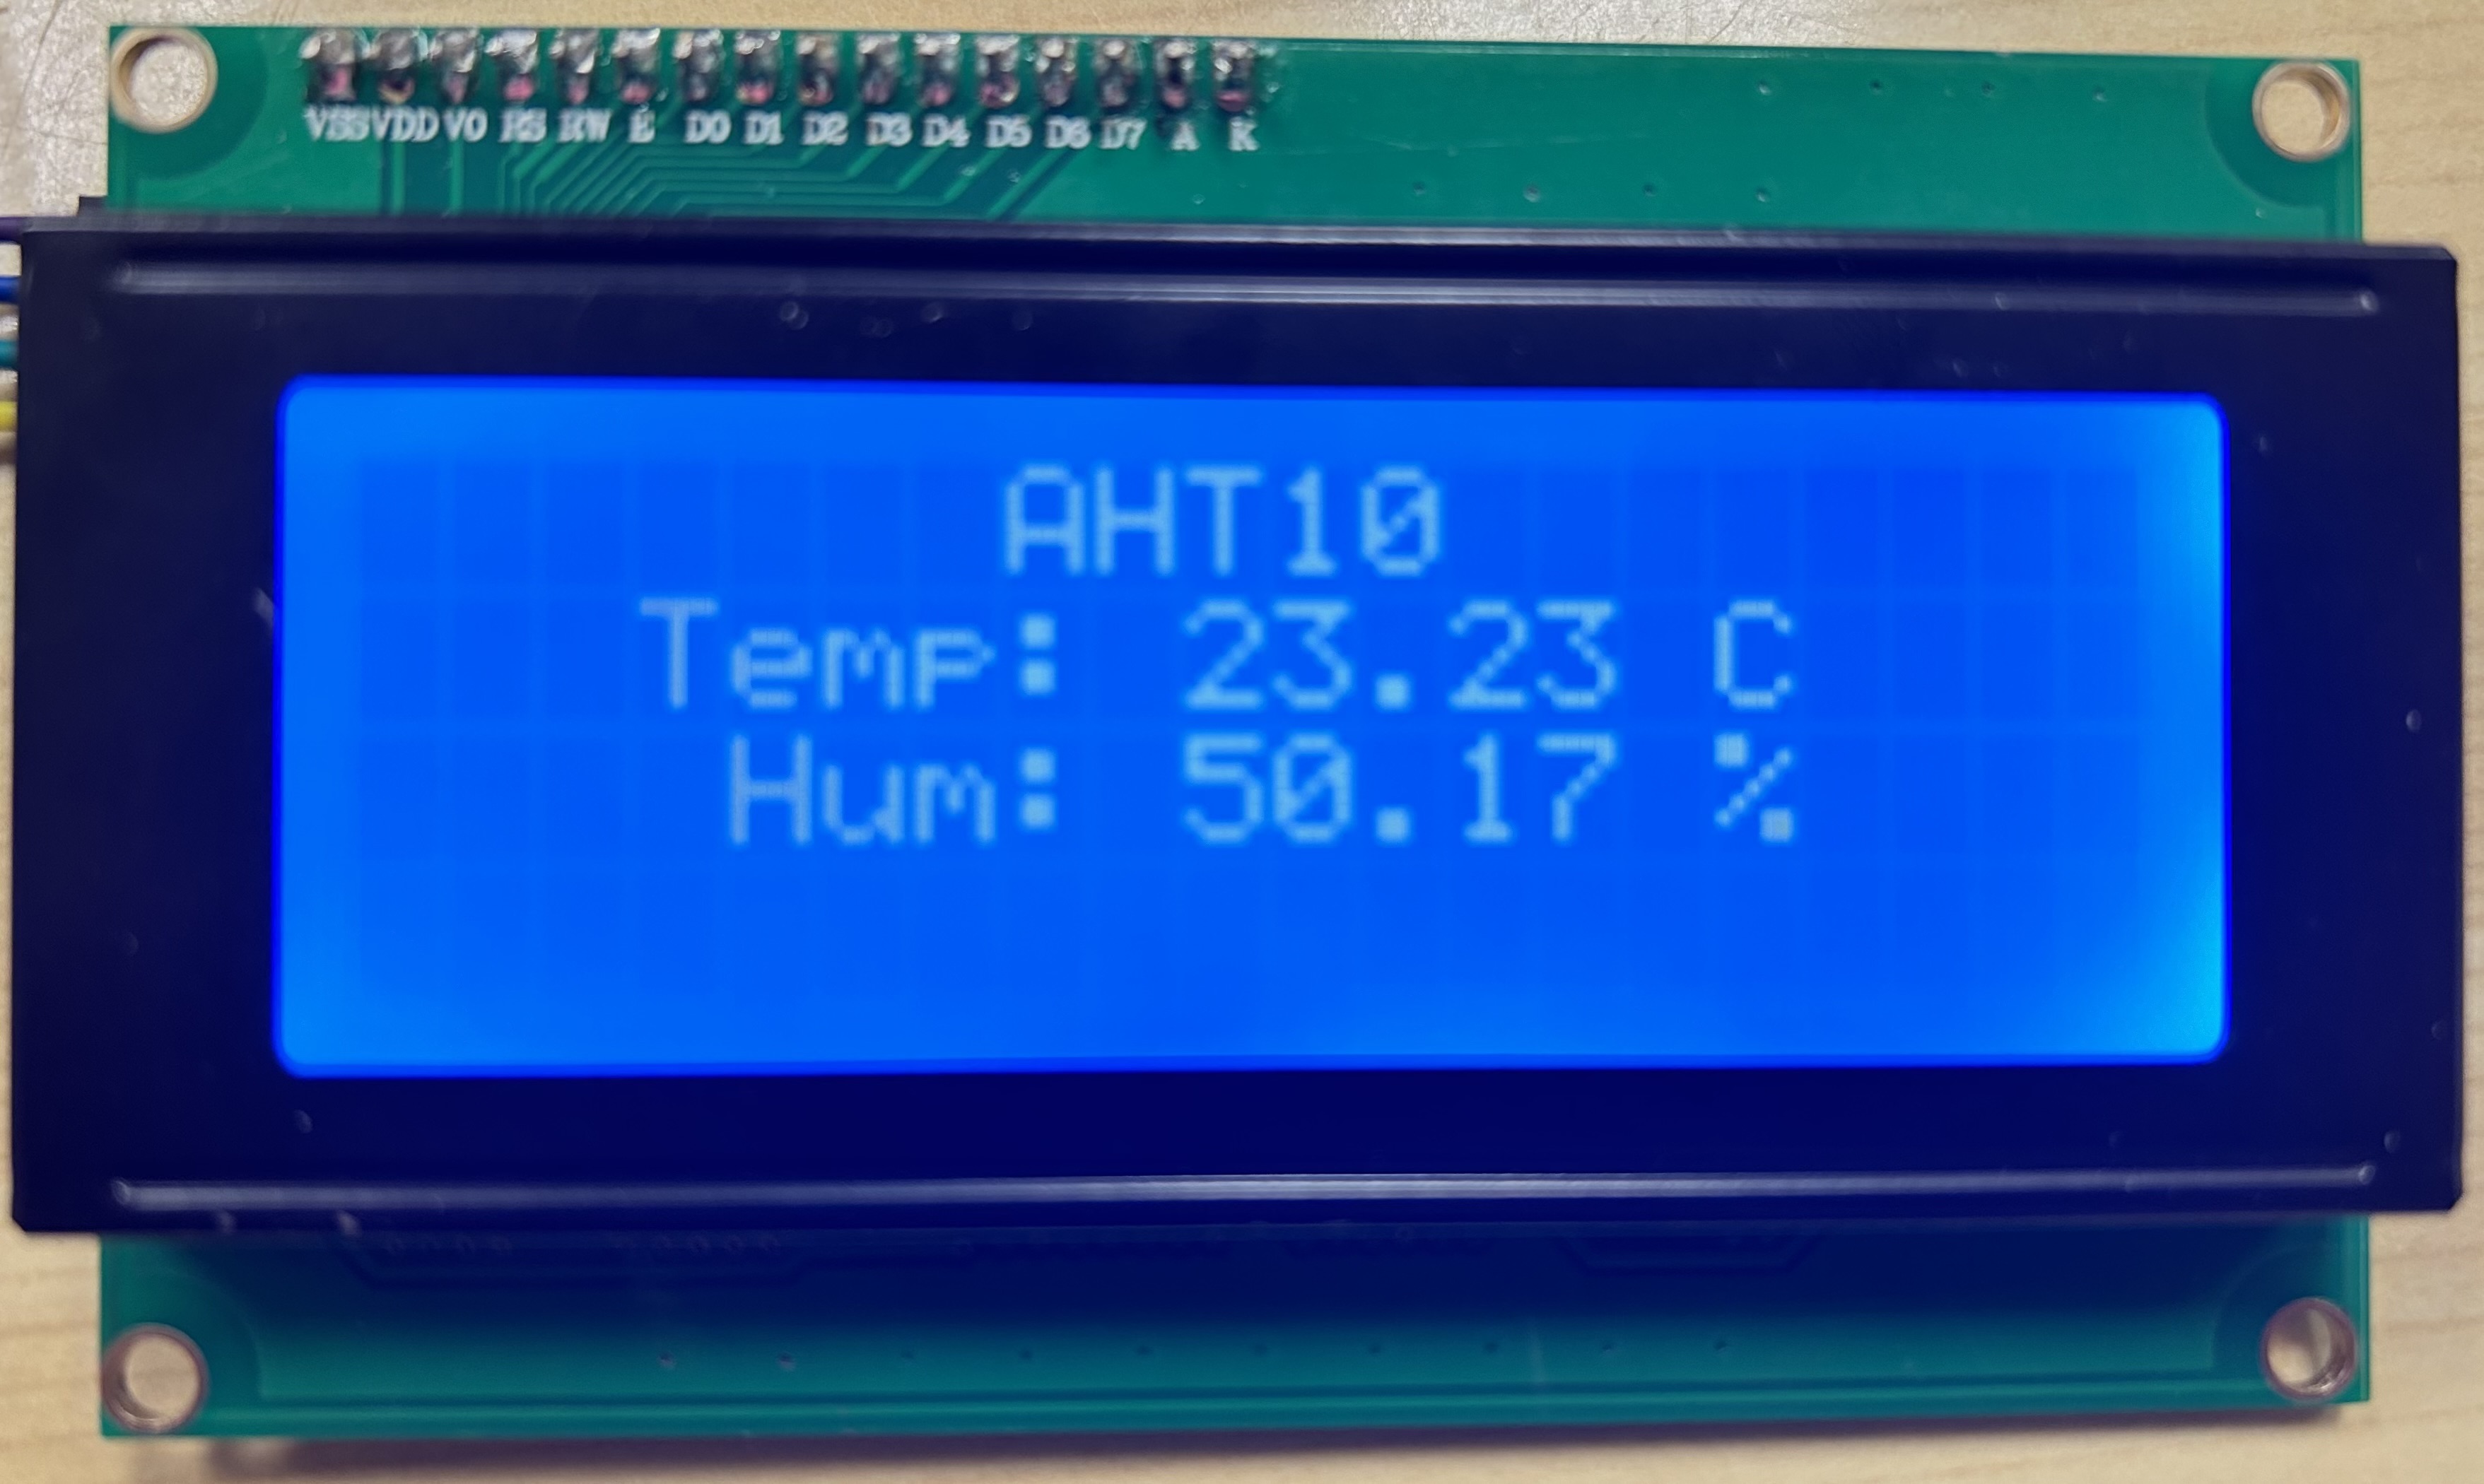 VSS VDD V0 RS RW E D0 D1 D2 D3 D4 D5 D6 D7 A K
AHT10
Temp: 23.23 C
Hum: 50.17 %